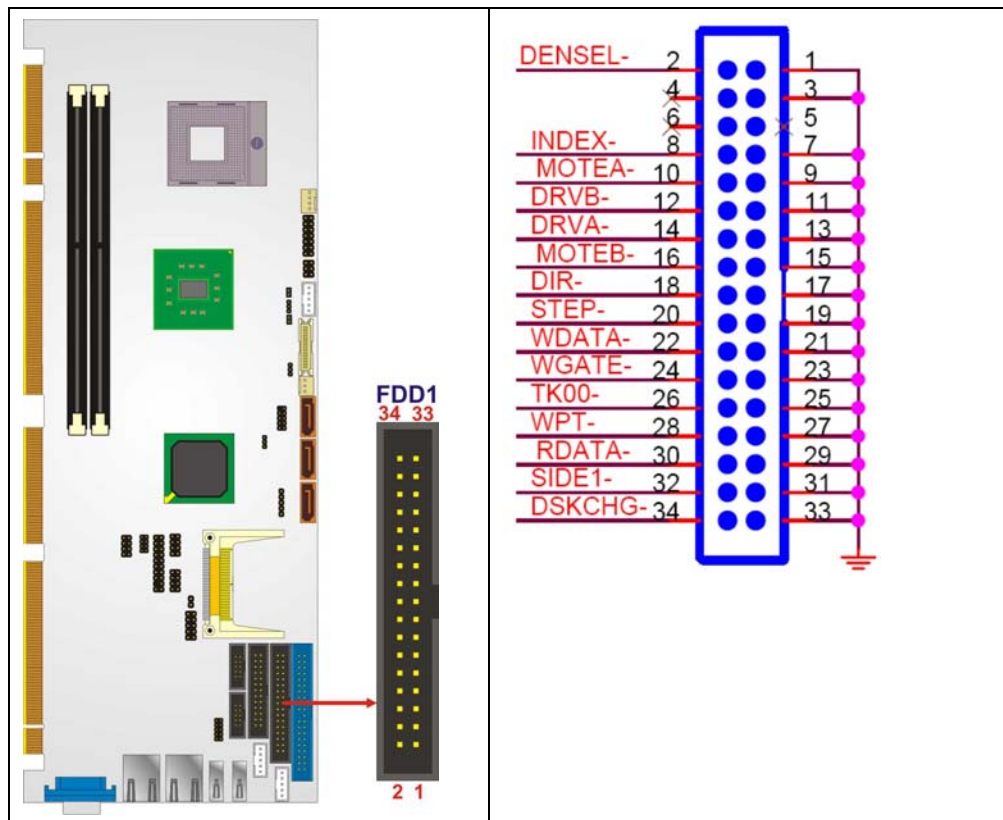 FDD1
34 33
2 1
DENSEL- 2 1
4 3
6 5
INDEX- 8 7
MOTEA- 10 9
DRVB- 12 11
DRVA- 14 13
MOTEB- 16 15
DIR- 18 17
STEP- 20 19
WDATA- 22 21
WGATE- 24 23
TK00- 26 25
WPT- 28 27
RDATA- 30 29
SIDE1- 32 31
DSKCHG- 34 33